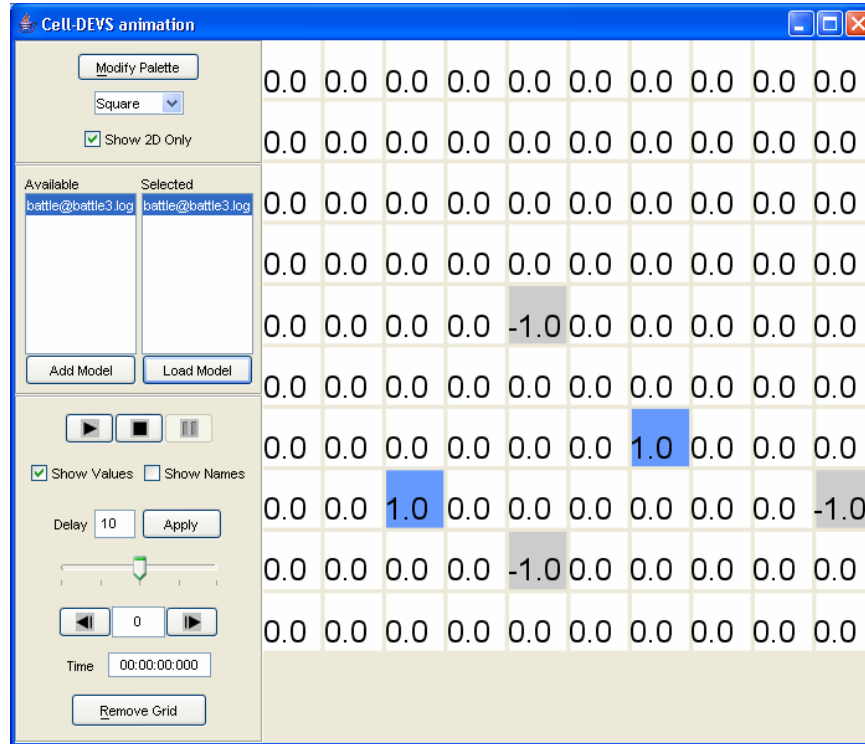 Cell-DEVS animation
Modify Palette
Square
Show 2D Only
Available Selected
battle@battle3.log battle@battle3.log
Add Model Load Model
Show Values Show Names
Delay 10 Apply
0
Time 00:00:00:000
Remove Grid
0.0 0.0 0.0 0.0 0.0 0.0 0.0 0.0 0.0 0.0
0.0 0.0 0.0 0.0 0.0 0.0 0.0 0.0 0.0 0.0
0.0 0.0 0.0 0.0 0.0 0.0 0.0 0.0 0.0 0.0
0.0 0.0 0.0 0.0 0.0 0.0 0.0 0.0 0.0 0.0
0.0 0.0 0.0 0.0 -1.0 0.0 0.0 0.0 0.0 0.0
0.0 0.0 0.0 0.0 0.0 0.0 0.0 0.0 0.0 0.0
0.0 0.0 0.0 0.0 0.0 0.0 1.0 0.0 0.0 0.0
0.0 0.0 1.0 0.0 0.0 0.0 0.0 0.0 0.0 -1.0
0.0 0.0 0.0 0.0 -1.0 0.0 0.0 0.0 0.0 0.0
0.0 0.0 0.0 0.0 0.0 0.0 0.0 0.0 0.0 0.0